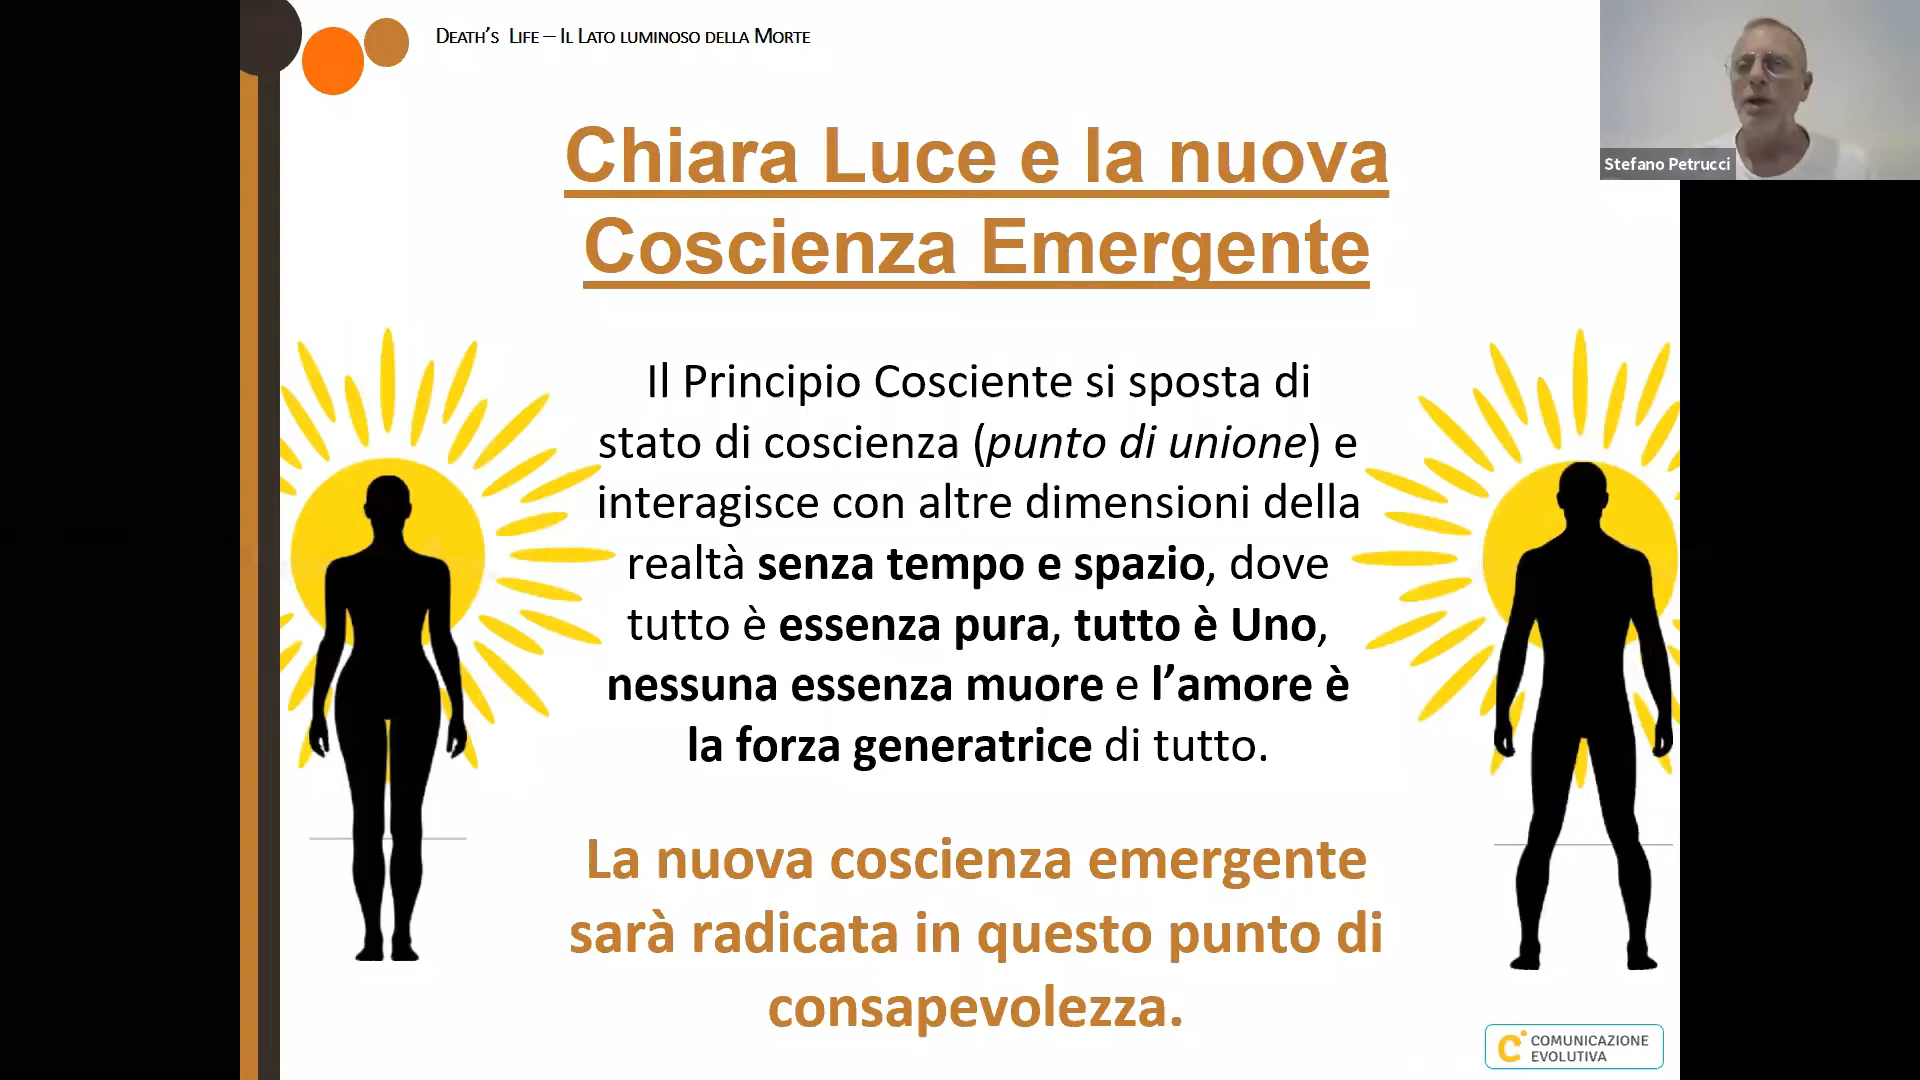 Death's Life – Il Lato luminoso della Morte
Stefano Petrucci
Chiara Luce e la nuova
Coscienza Emergente
Il Principio Cosciente si sposta di
stato di coscienza (punto di unione) e
interagisce con altre dimensioni della
realtà senza tempo e spazio, dove
tutto è essenza pura, tutto è Uno,
nessuna essenza muore e l’amore è
la forza generatrice di tutto.
La nuova coscienza emergente
sarà radicata in questo punto di
consapevolezza.
COMUNICAZIONE
EVOLUTIVA